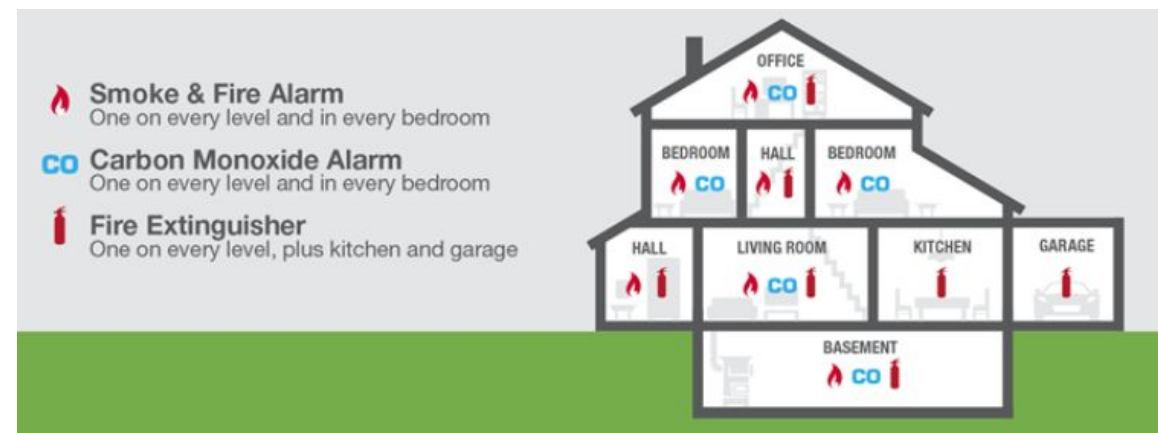 Smoke & Fire Alarm
One on every level and in every bedroom
CO Carbon Monoxide Alarm
One on every level and in every bedroom
Fire Extinguisher
One on every level, plus kitchen and garage
OFFICE
CO
BEDROOM
CO
HALL
BEDROOM
CO
HALL
LIVING ROOM
CO
KITCHEN
GARAGE
BASEMENT
CO